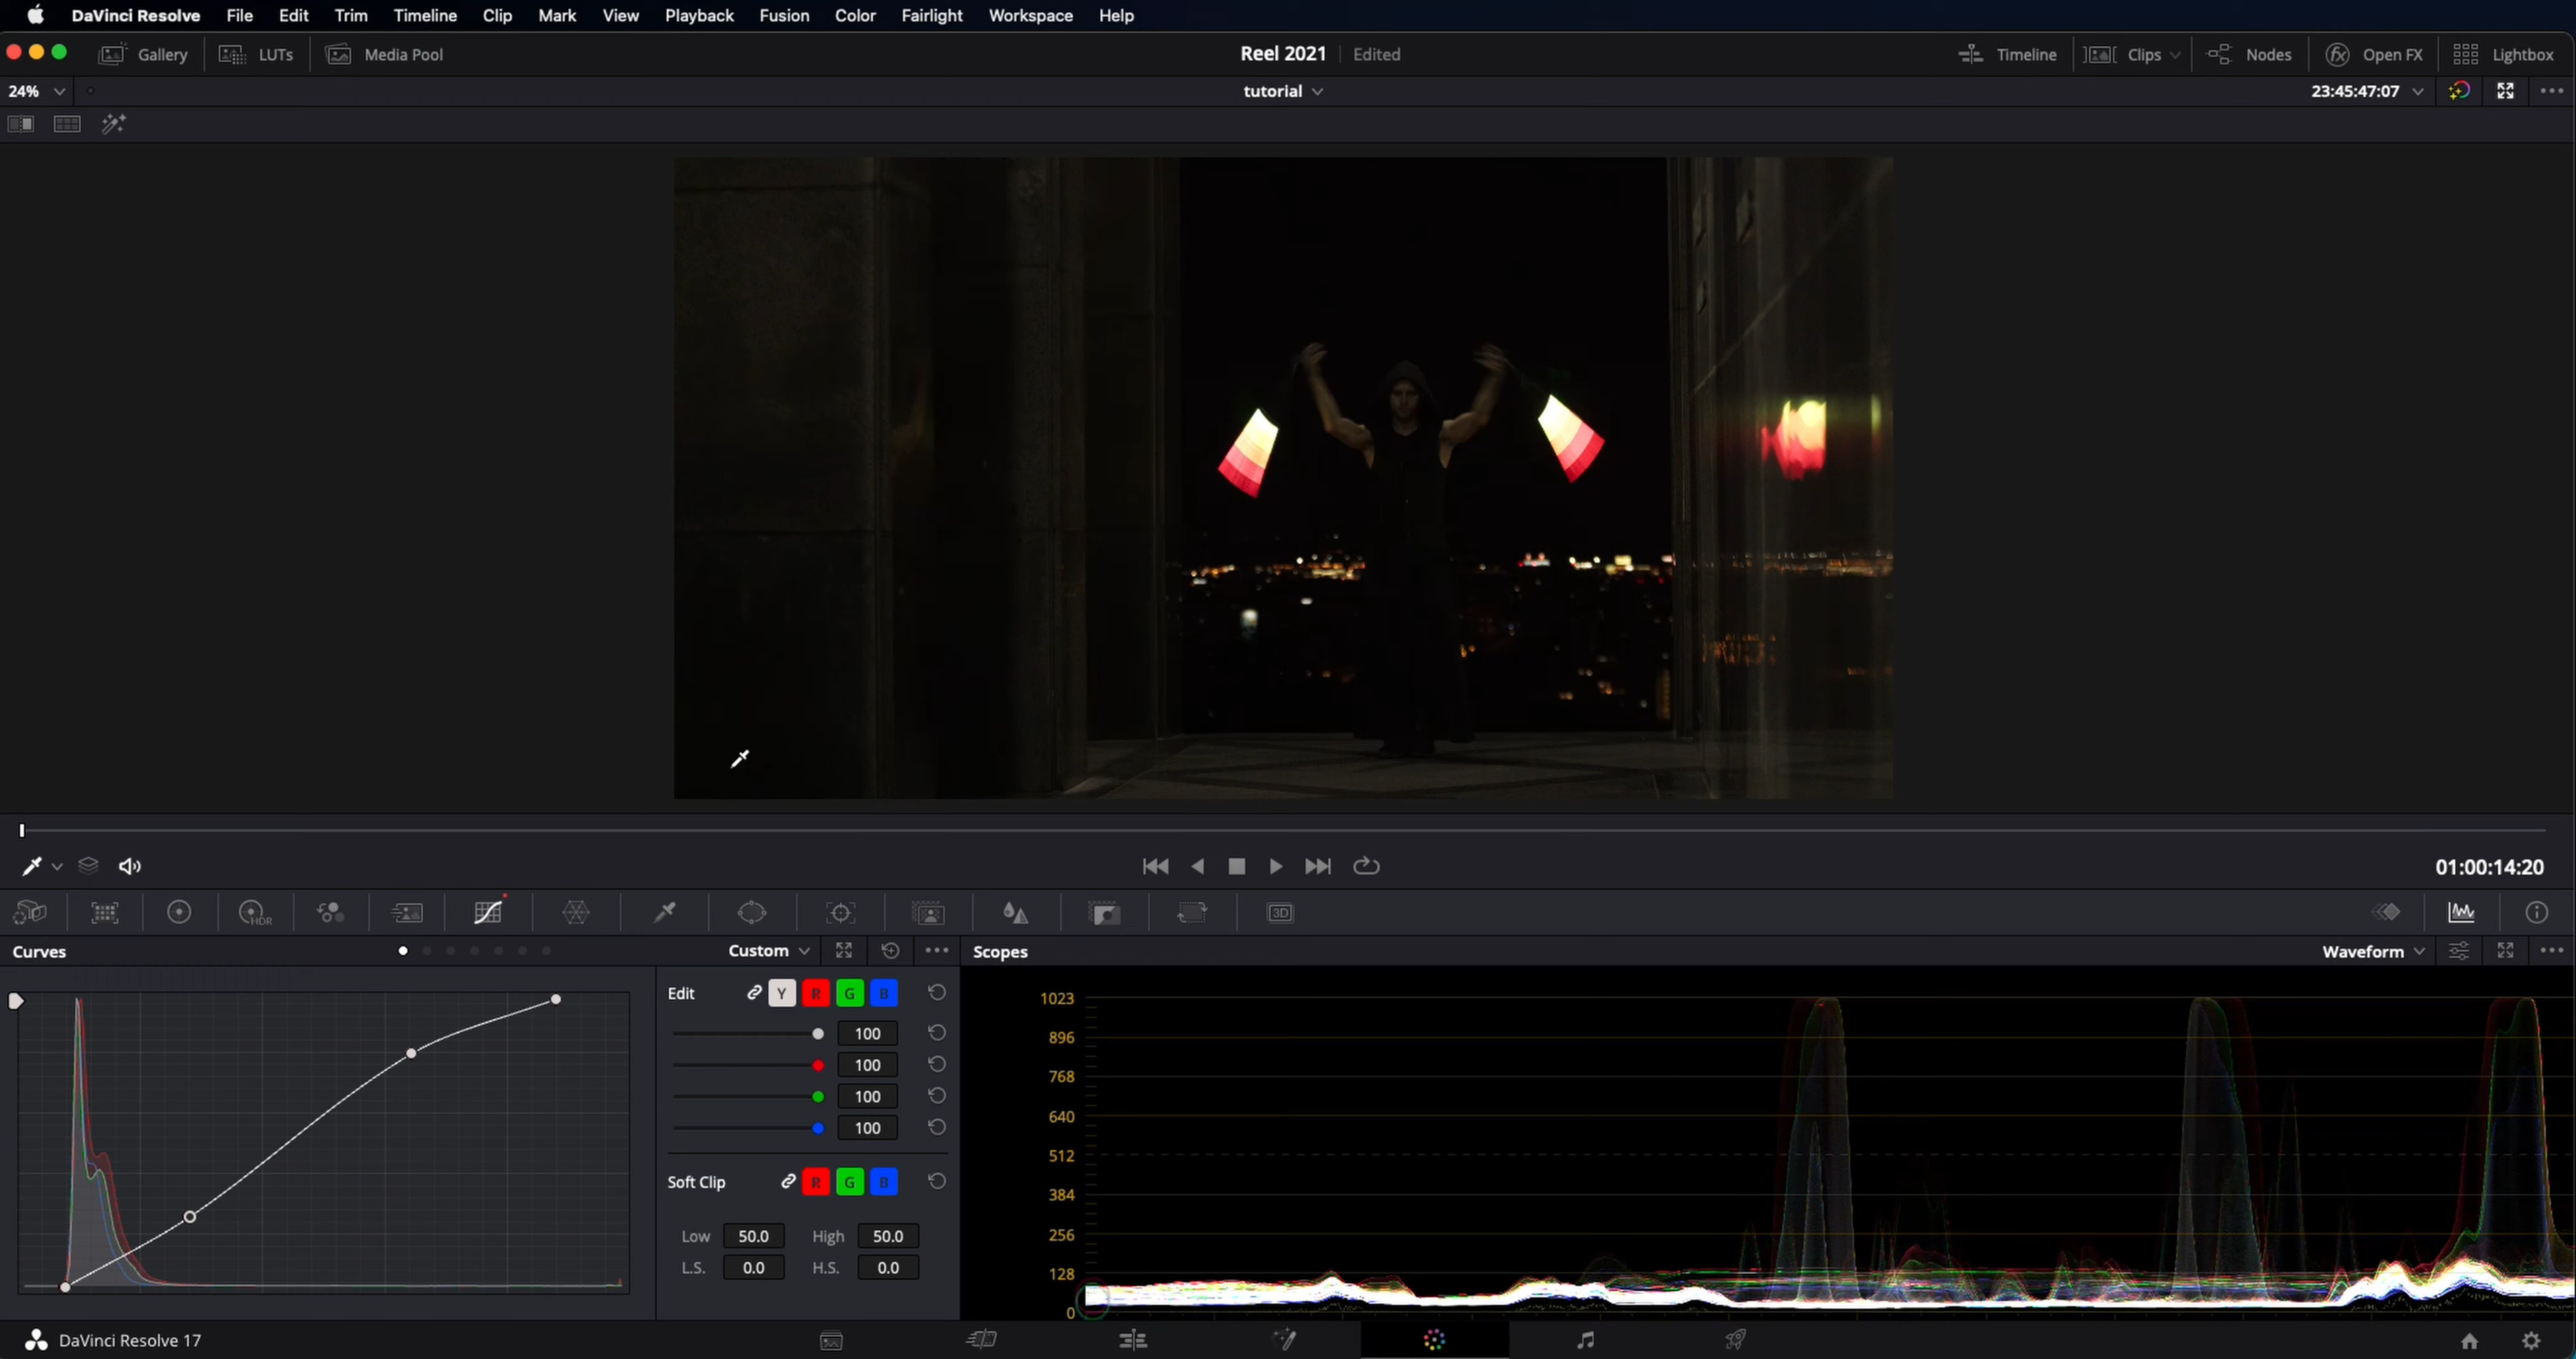 DaVinci Resolve File Edit Trim Timeline Clip Mark View Playback Fusion Color Fairlight Workspace Help
Gallery LUTs Media Pool Reel 2021 Edited Timeline Clips Nodes fx Open FX Lightbox
24% tutorial 23:45:47:07
01:00:14:20
HDR 3D
Curves Custom Scopes Waveform
Edit Y R G B
100
100
100
100
Soft Clip R G B
Low 50.0 High 50.0
L.S. 0.0 H.S. 0.0
1023
896
768
640
512
384
256
128
0
DaVinci Resolve 17